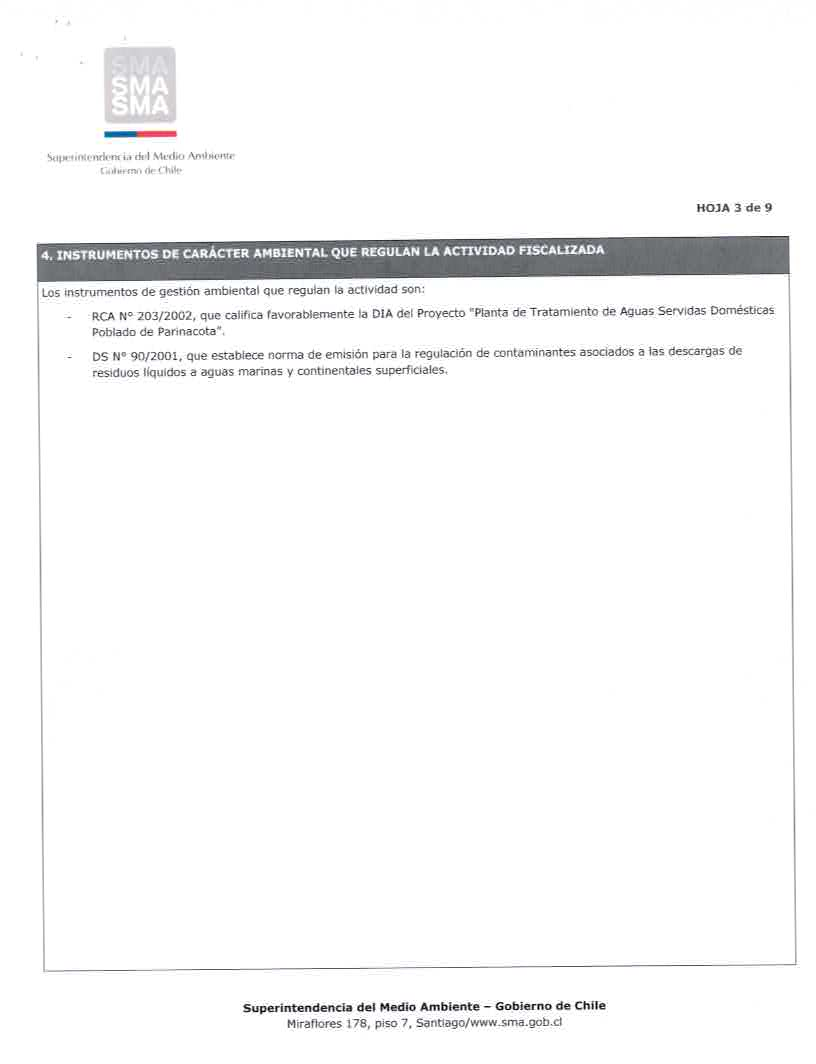 SMA
SMA
SMA
Superintendencia del Medio Ambiente
Gobierno de Chile
HOJA 3 de 9
4. INSTRUMENTOS DE CARÁCTER AMBIENTAL QUE REGULAN LA ACTIVIDAD FISCALIZADA
Los instrumentos de gestión ambiental que regulan la actividad son:
- RCA N° 203/2002, que califica favorablemente la DIA del Proyecto "Planta de Tratamiento de Aguas Servidas Domésticas
Poblado de Parinacota".
- DS N° 90/2001, que establece norma de emisión para la regulación de contaminantes asociados a las descargas de
residuos líquidos a aguas marinas y continentales superficiales.
Superintendencia del Medio Ambiente – Gobierno de Chile
Miraflores 178, piso 7, Santiago/www.sma.gob.cl